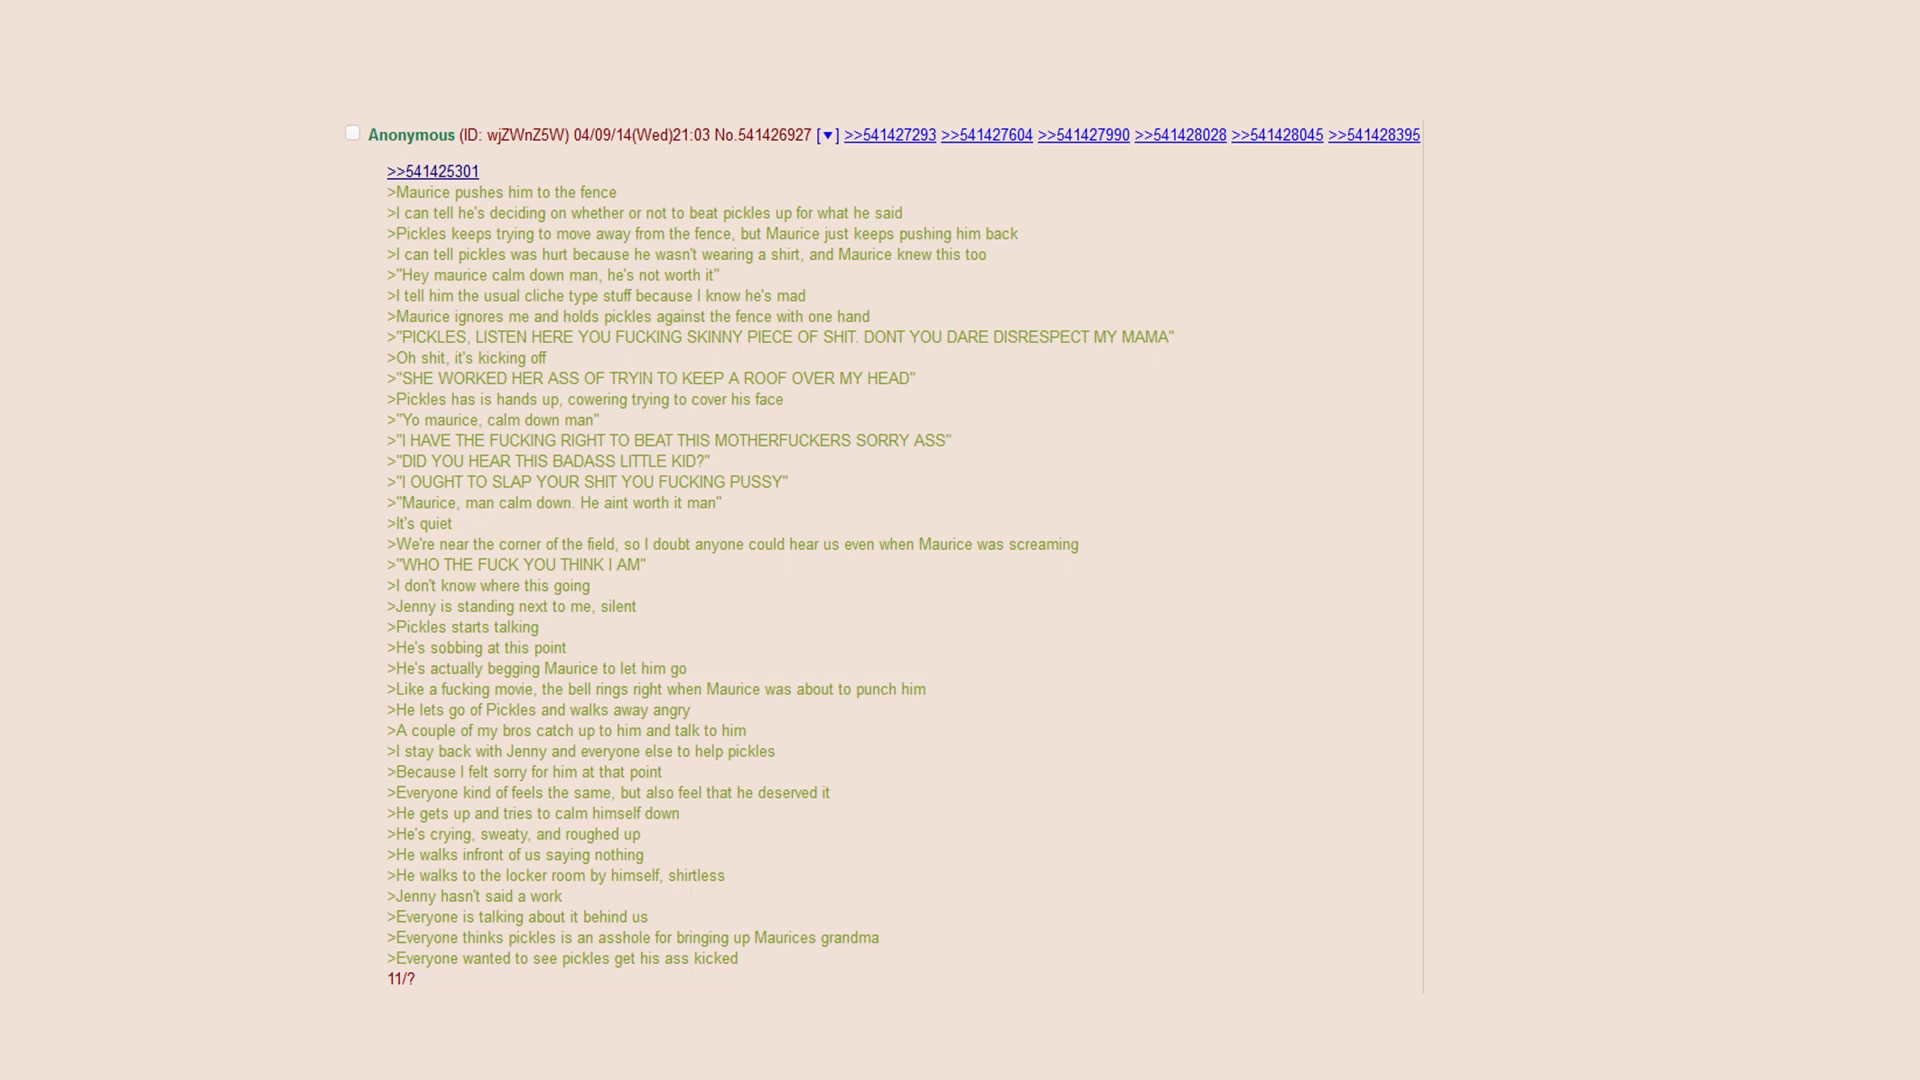 Anonymous (ID: wjZWnZ5W) 04/09/14(Wed)21:03 No.541426927 [▼] >>541427293 >>541427604 >>541427990 >>541428028 >>541428045 >>541428395
>>541425301
>Maurice pushes him to the fence
>I can tell he's deciding on whether or not to beat pickles up for what he said
>Pickles keeps trying to move away from the fence, but Maurice just keeps pushing him back
>I can tell pickles was hurt because he wasn't wearing a shirt, and Maurice knew this too
>"Hey maurice calm down man, he's not worth it"
>I tell him the usual cliche type stuff because I know he's mad
>Maurice ignores me and holds pickles against the fence with one hand
>"PICKLES, LISTEN HERE YOU FUCKING SKINNY PIECE OF SHIT. DONT YOU DARE DISRESPECT MY MAMA"
>Oh shit, it's kicking off
>"SHE WORKED HER ASS OF TRYIN TO KEEP A ROOF OVER MY HEAD"
>Pickles has is hands up, cowering trying to cover his face
>"Yo maurice, calm down man"
>"I HAVE THE FUCKING RIGHT TO BEAT THIS MOTHERFUCKERS SORRY ASS"
>"DID YOU HEAR THIS BADASS LITTLE KID?"
>"I OUGHT TO SLAP YOUR SHIT YOU FUCKING PUSSY"
>"Maurice, man calm down. He aint worth it man"
>It's quiet
>We're near the corner of the field, so I doubt anyone could hear us even when Maurice was screaming
>"WHO THE FUCK YOU THINK I AM"
>I don't know where this going
>Jenny is standing next to me, silent
>Pickles starts talking
>He's sobbing at this point
>He's actually begging Maurice to let him go
>Like a fucking movie, the bell rings right when Maurice was about to punch him
>He lets go of Pickles and walks away angry
>A couple of my bros catch up to him and talk to him
>I stay back with Jenny and everyone else to help pickles
>Because I felt sorry for him at that point
>Everyone kind of feels the same, but also feel that he deserved it
>He gets up and tries to calm himself down
>He's crying, sweaty, and roughed up
>He walks infront of us saying nothing
>He walks to the locker room by himself, shirtless
>Jenny hasn't said a work
>Everyone is talking about it behind us
>Everyone thinks pickles is an asshole for bringing up Maurices grandma
>Everyone wanted to see pickles get his ass kicked
11/?